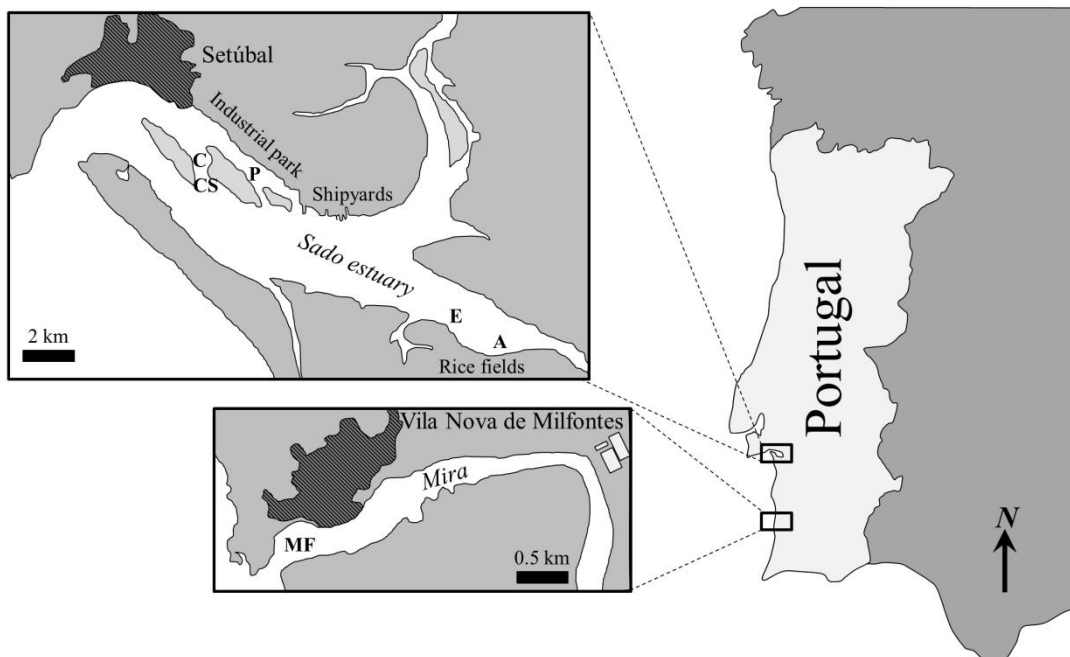 Setúbal
Industrial park
C
P
CS
Shipyards
Sado estuary
E
2 km
A
Rice fields
Vila Nova de Milfontes
Mira
MF
0.5 km
Portugal
N